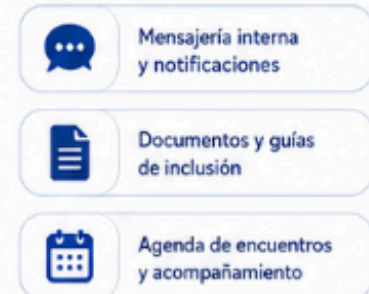 Mensajería interna
y notificaciones
Documentos y guías
de inclusión
Agenda de encuentros
y acompañamiento